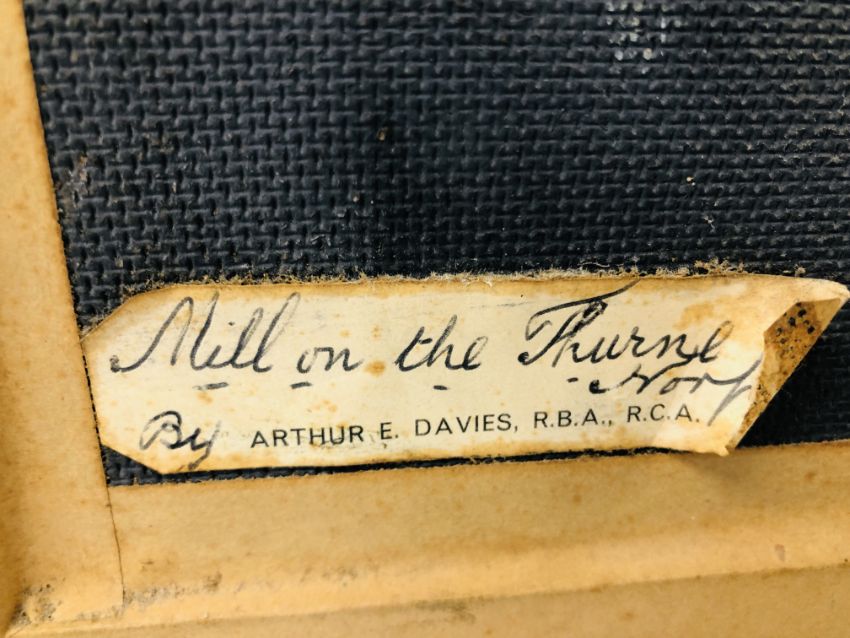 Mill on the Thurne
Norf
By ARTHUR E. DAVIES, R.B.A., R.C.A.